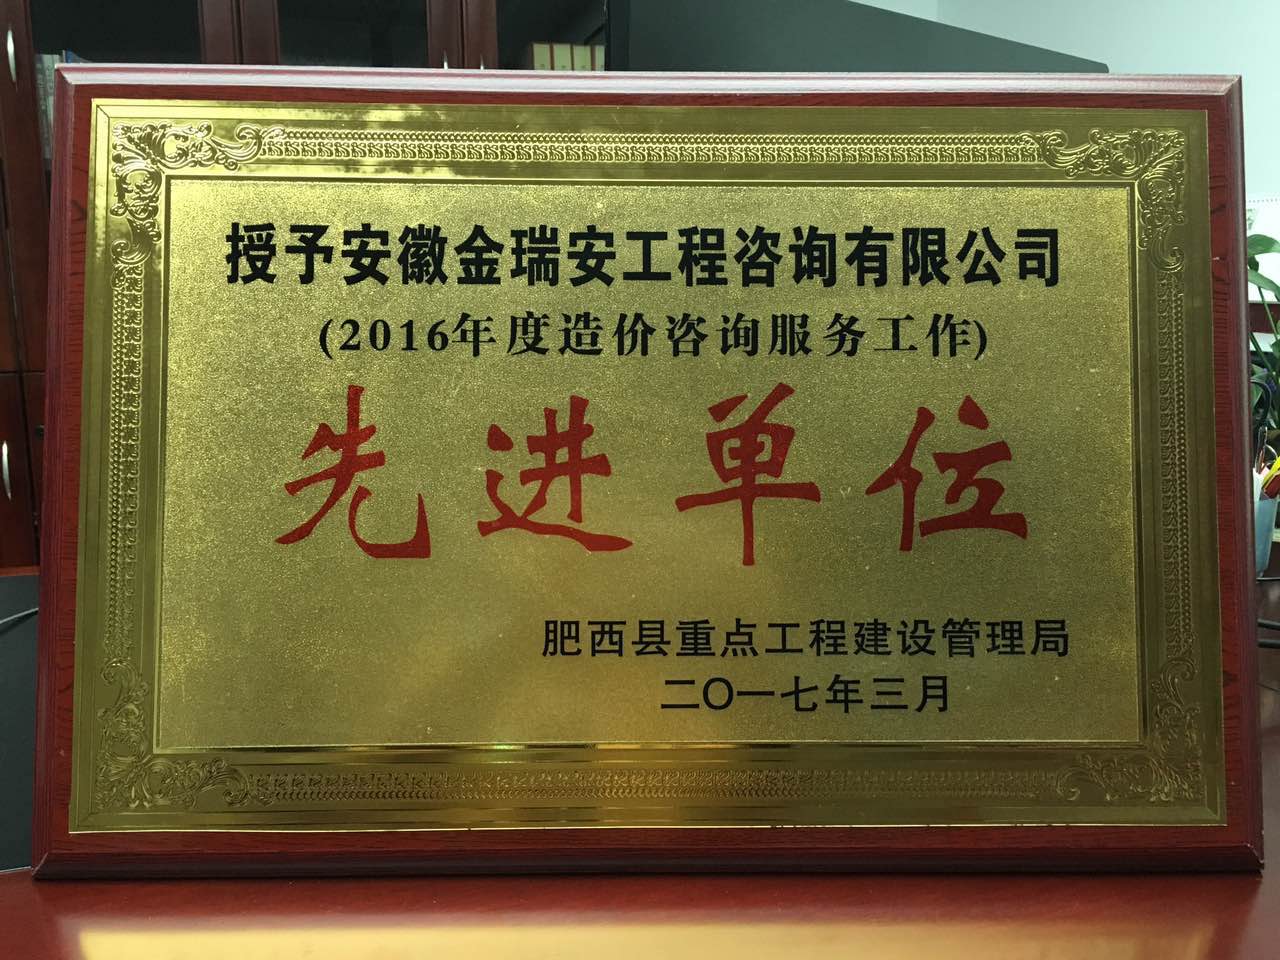 授予安徽金瑞安工程咨询有限公司
(2016年度造价咨询服务工作)
先进单位
肥西县重点工程建设管理局
二〇一七年三月